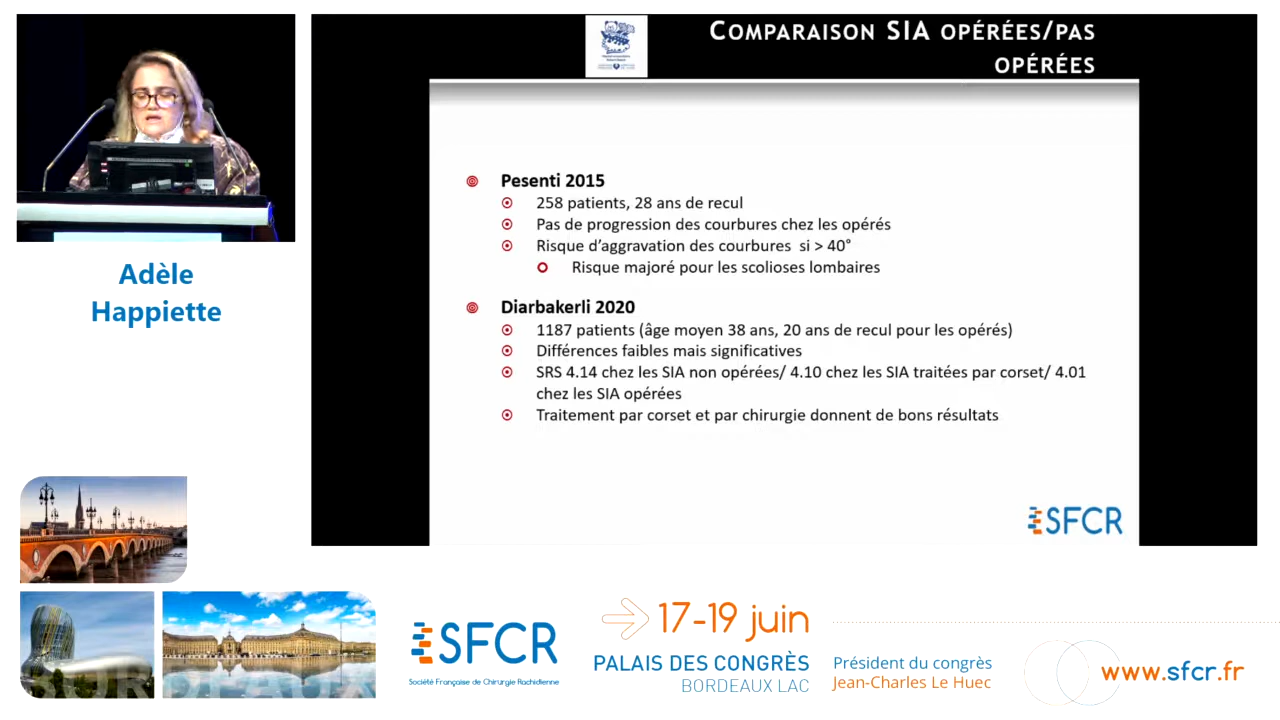 COMPARAISON SIA OPÉRÉES/PAS
OPÉRÉES
Pesenti 2015
258 patients, 28 ans de recul
Pas de progression des courbures chez les opérés
Risque d'aggravation des courbures si > 40°
Risque majoré pour les scolioses lombaires
Diarbakerli 2020
1187 patients (âge moyen 38 ans, 20 ans de recul pour les opérés)
Différences faibles mais significatives
SRS 4.14 chez les SIA non opérées/ 4.10 chez les SIA traitées par corset/ 4.01
chez les SIA opérées
Traitement par corset et par chirurgie donnent de bons résultats
SFCR
Adèle
Happiette
BORDEAUX
SFCR
Société Française de Chirurgie Rachidienne
17-19 juin
PALAIS DES CONGRÈS
BORDEAUX LAC
Président du congrès
Jean-Charles Le Huec
www.sfcr.fr